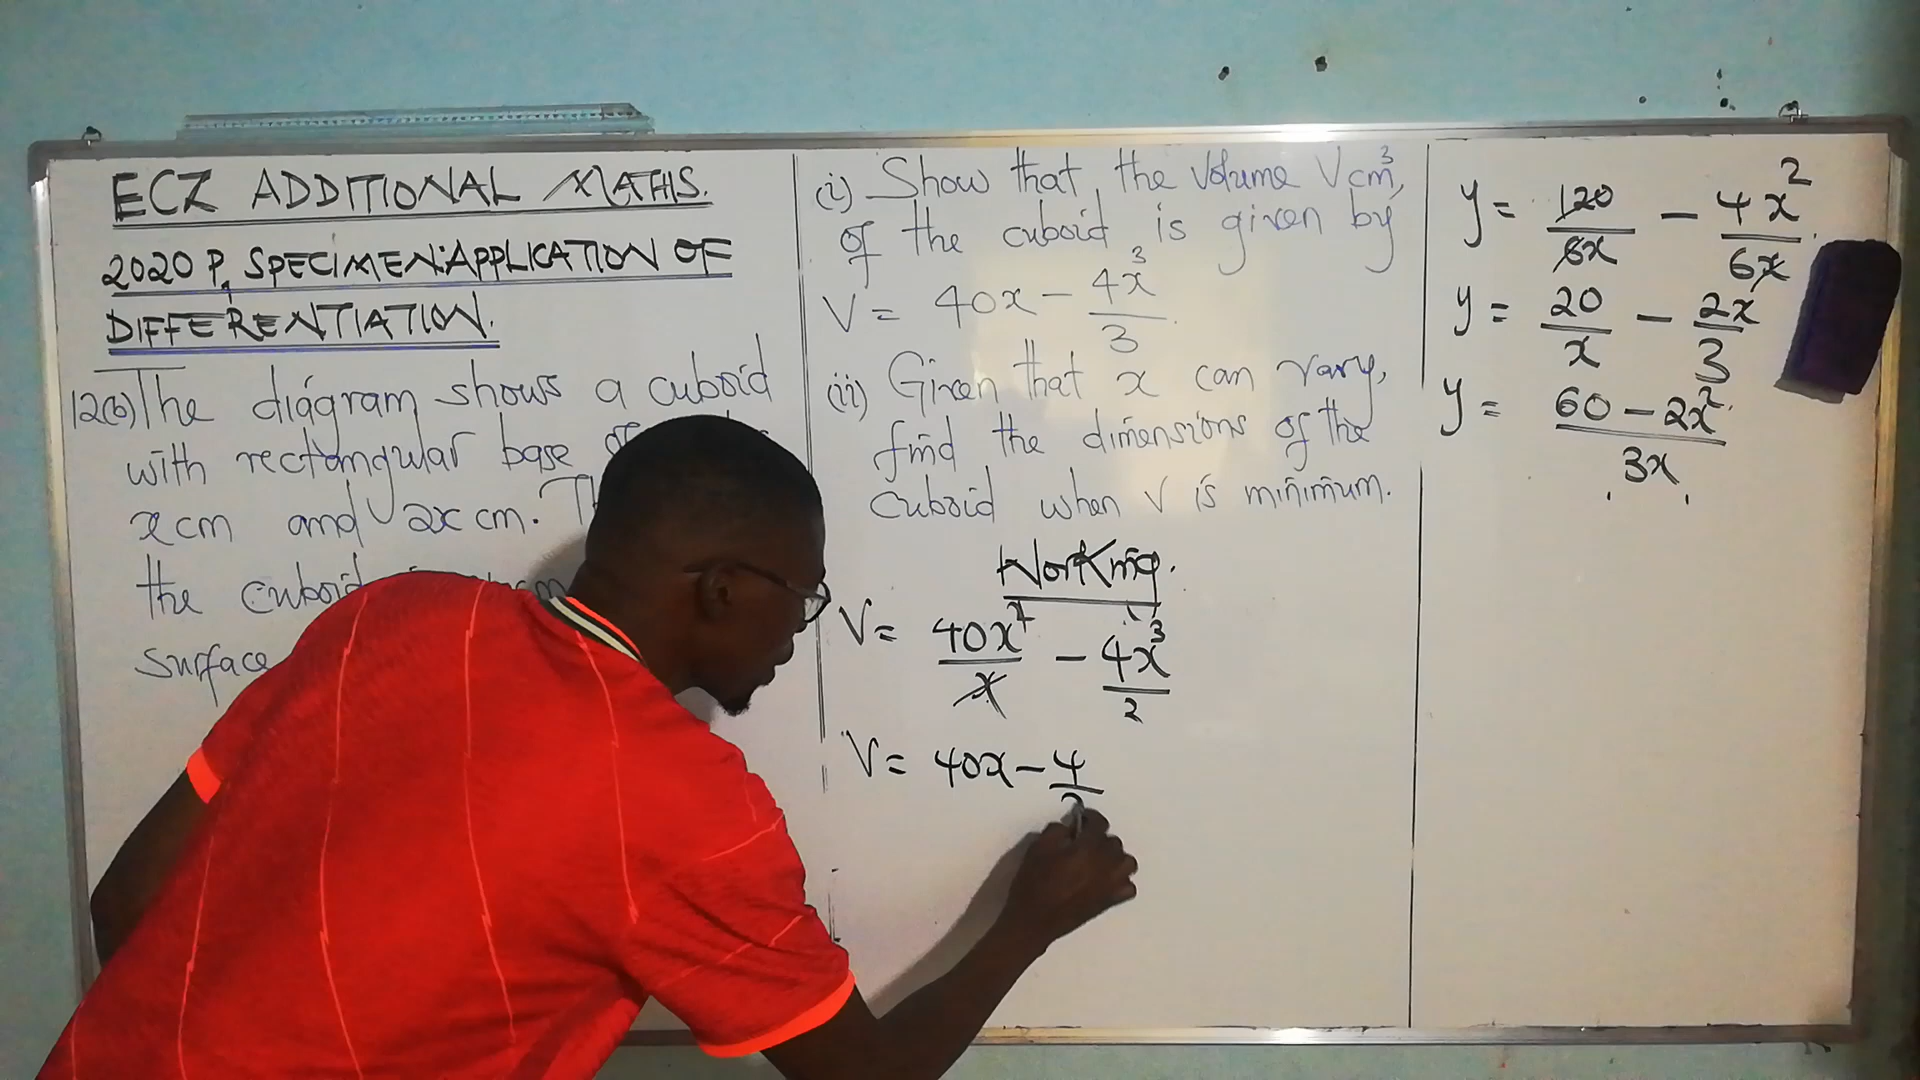 ECZ ADDITIONAL MATHS.
2020 P1 SPECIMEN: APPLICATION OF
DIFFERENTIATION.
12(b) The diagram shows a cuboid
with rectangular base of
x cm and 2x cm.
the cuboid
surface
(i) Show that, the volume V cm³,
of the cuboid is given by
V = 40x - 4x³/3.
(ii) Given that x can vary,
find the dimensions of the
cuboid when V is minimum.
Working.
V = 40x²/x - 4x³/2
V = 40x - 4
y = 120/6x - 4x²/6x.
y = 20/x - 2x/3
y = 60 - 2x²/3x